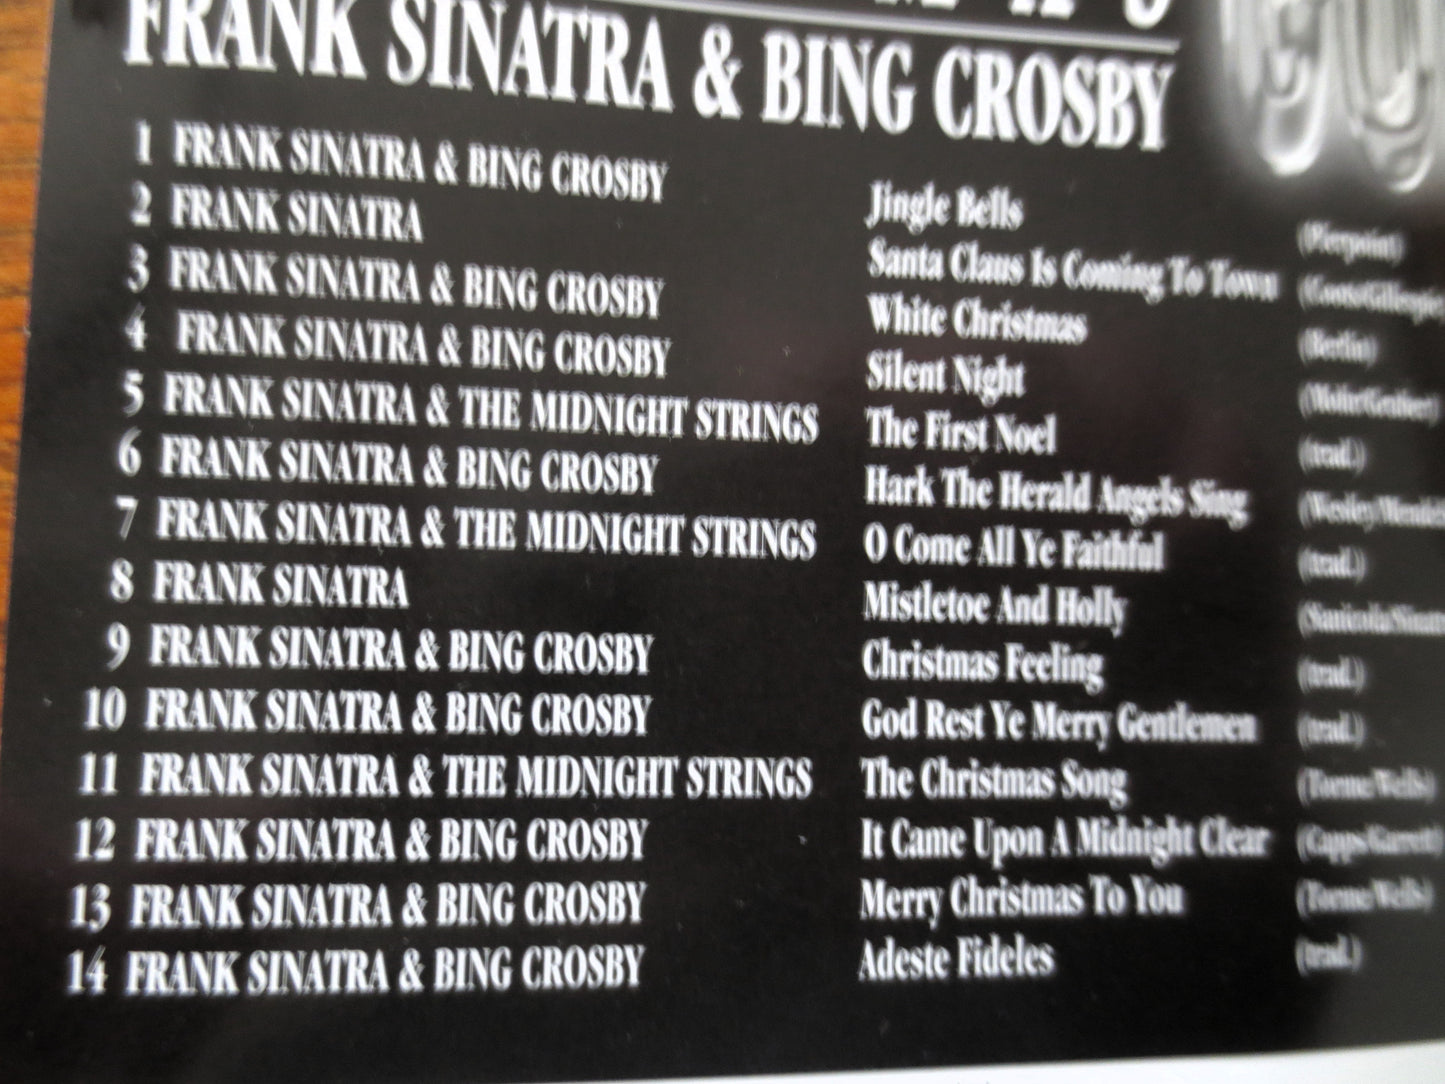 FRANK SINATRA & BING CROSBY
1 FRANK SINATRA & BING CROSBY Jingle Bells (Pierpoint)
2 FRANK SINATRA Santa Claus Is Coming To Town (Coots/Gillespie
3 FRANK SINATRA & BING CROSBY White Christmas (Berlin)
4 FRANK SINATRA & BING CROSBY Silent Night
5 FRANK SINATRA & THE MIDNIGHT STRINGS The First Noel (trad.)
6 FRANK SINATRA & BING CROSBY Hark The Herald Angels Sing
7 FRANK SINATRA & THE MIDNIGHT STRINGS O Come All Ye Faithful (trad.)
8 FRANK SINATRA Mistletoe And Holly
9 FRANK SINATRA & BING CROSBY Christmas Feeling (trad.)
10 FRANK SINATRA & BING CROSBY God Rest Ye Merry Gentlemen (trad.)
11 FRANK SINATRA & THE MIDNIGHT STRINGS The Christmas Song (Torme/Wells)
12 FRANK SINATRA & BING CROSBY It Came Upon A Midnight Clear (Capps/Garrett)
13 FRANK SINATRA & BING CROSBY Merry Christmas To You (Torme/Wells)
14 FRANK SINATRA & BING CROSBY Adeste Fideles (trad.)